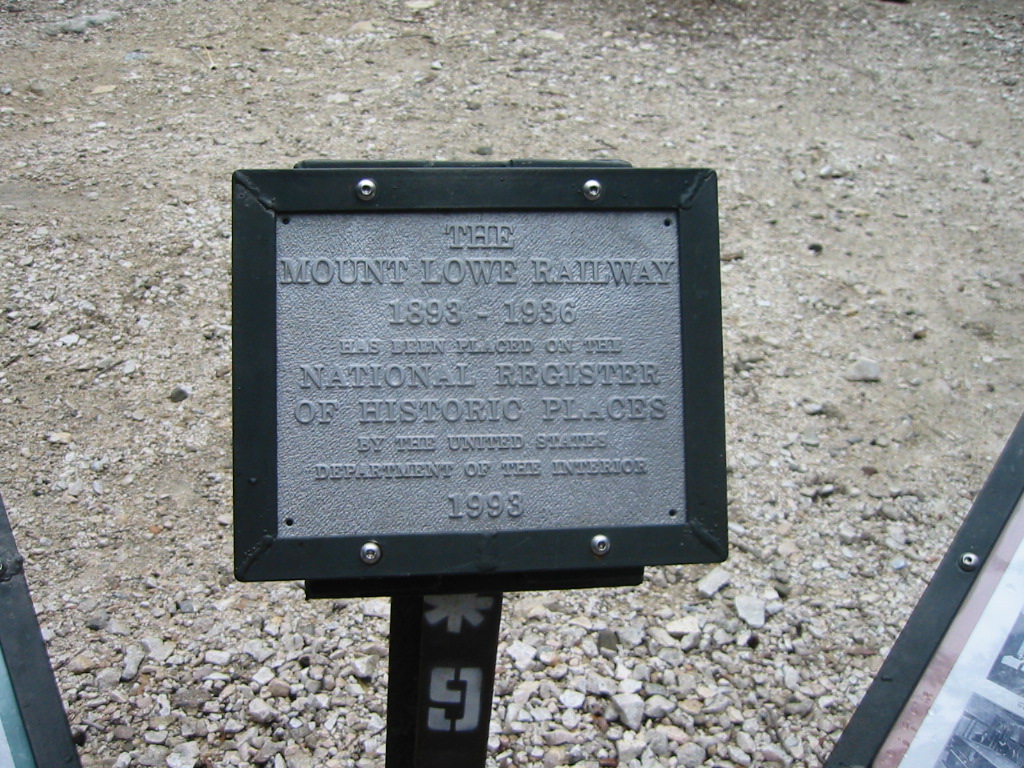 THE
MOUNT LOWE RAILWAY
1893 - 1936
HAS BEEN PLACED ON THE
NATIONAL REGISTER
OF HISTORIC PLACES
BY THE UNITED STATES
DEPARTMENT OF THE INTERIOR
1993
* 9